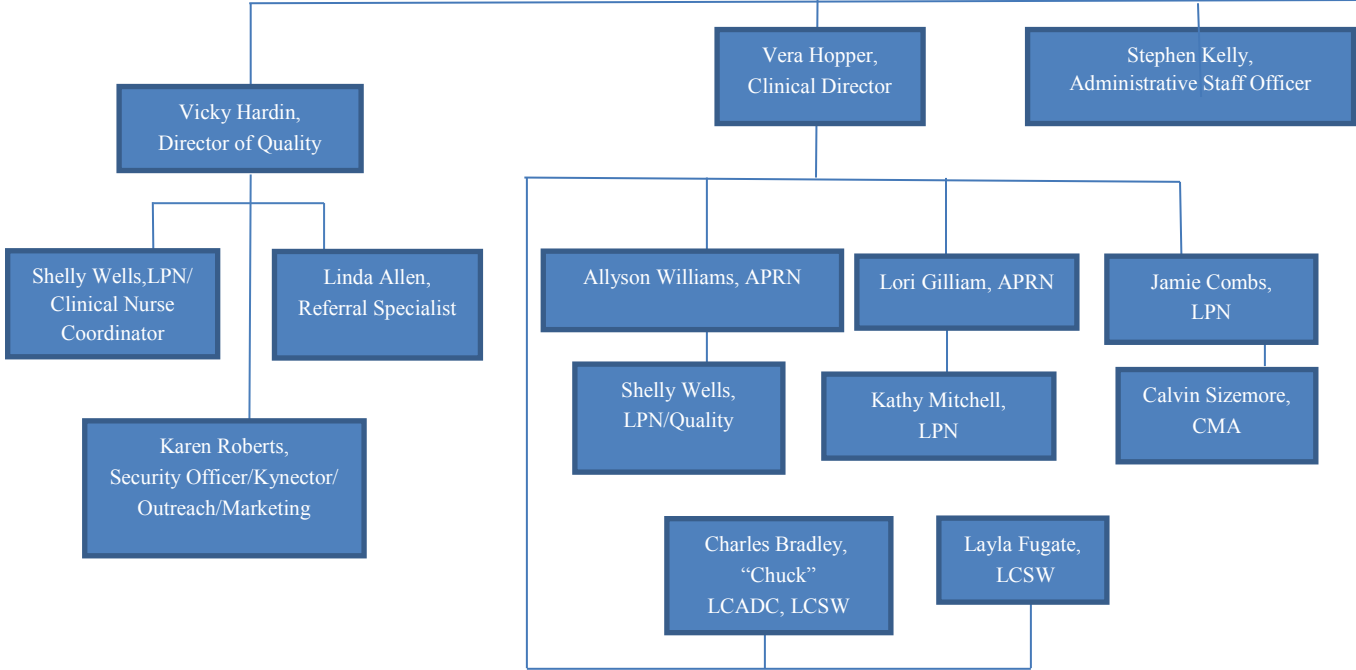 Vera Hopper,
Clinical Director
Stephen Kelly,
Administrative Staff Officer
Vicky Hardin,
Director of Quality
Shelly Wells,LPN/
Clinical Nurse
Coordinator
Linda Allen,
Referral Specialist
Karen Roberts,
Security Officer/Kynector/
Outreach/Marketing
Allyson Williams, APRN
Lori Gilliam, APRN
Jamie Combs,
LPN
Shelly Wells,
LPN/Quality
Kathy Mitchell,
LPN
Calvin Sizemore,
CMA
Charles Bradley,
“Chuck”
LCADC, LCSW
Layla Fugate,
LCSW